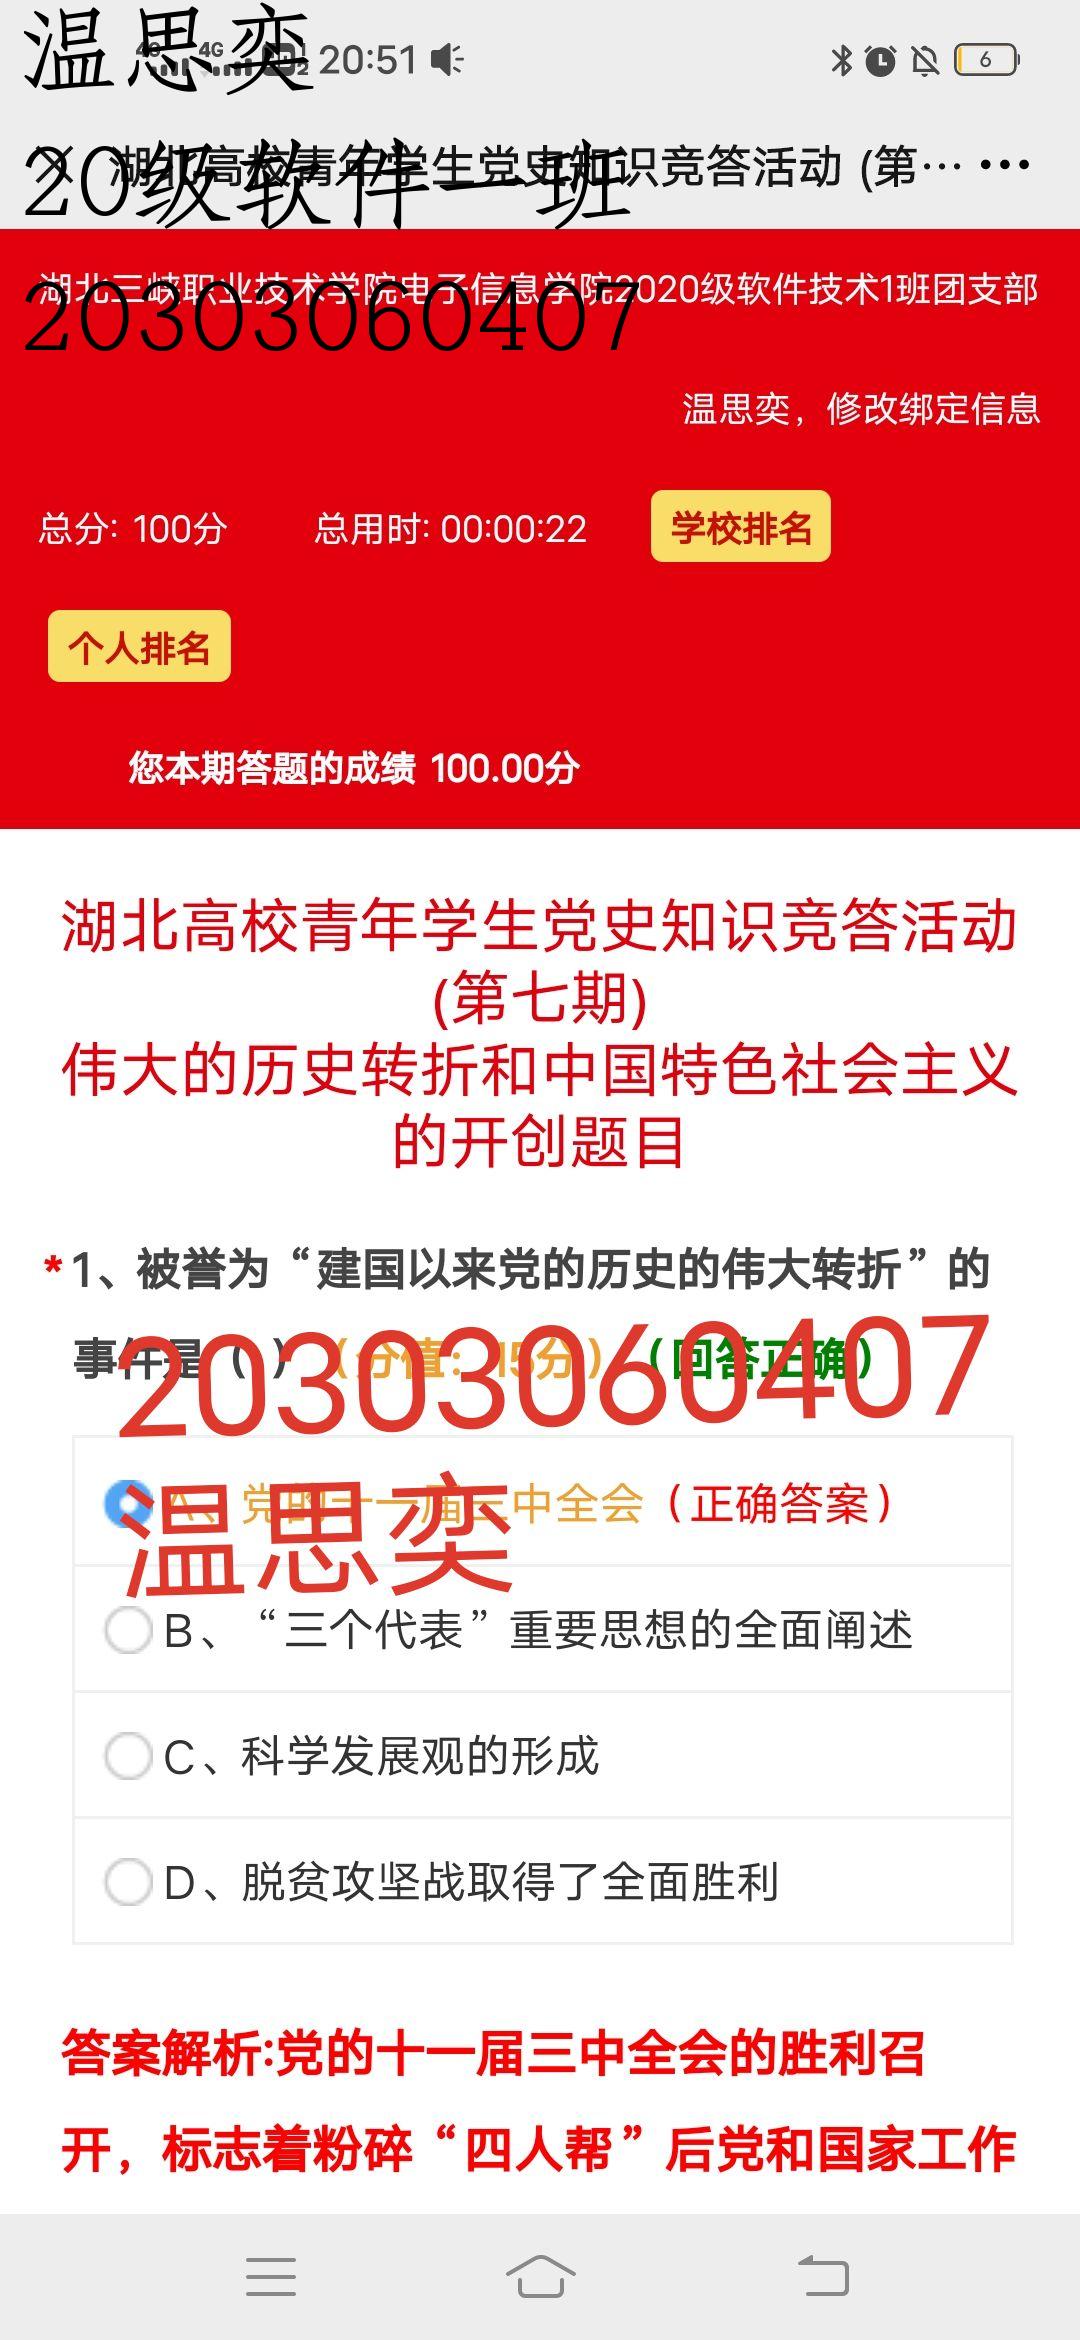 温思奕
4G 4G 20:51 6
20级软件一班
湖北高校青年学生党史知识竞答活动 (第… •••
湖北三峡职业技术学院电子信息学院2020级软件技术1班团支部
20303060407
温思奕，修改绑定信息
总分: 100分 总用时: 00:00:22 学校排名
个人排名
您本期答题的成绩 100.00分
湖北高校青年学生党史知识竞答活动
(第七期)
伟大的历史转折和中国特色社会主义
的开创题目
*1、被誉为“建国以来党的历史的伟大转折”的
事件是（ ）（分值：15分）（回答正确）
20303060407
A、党的十一届三中全会（正确答案）
温思奕
B、“三个代表”重要思想的全面阐述
C、科学发展观的形成
D、脱贫攻坚战取得了全面胜利
答案解析:党的十一届三中全会的胜利召
开，标志着粉碎“四人帮”后党和国家工作